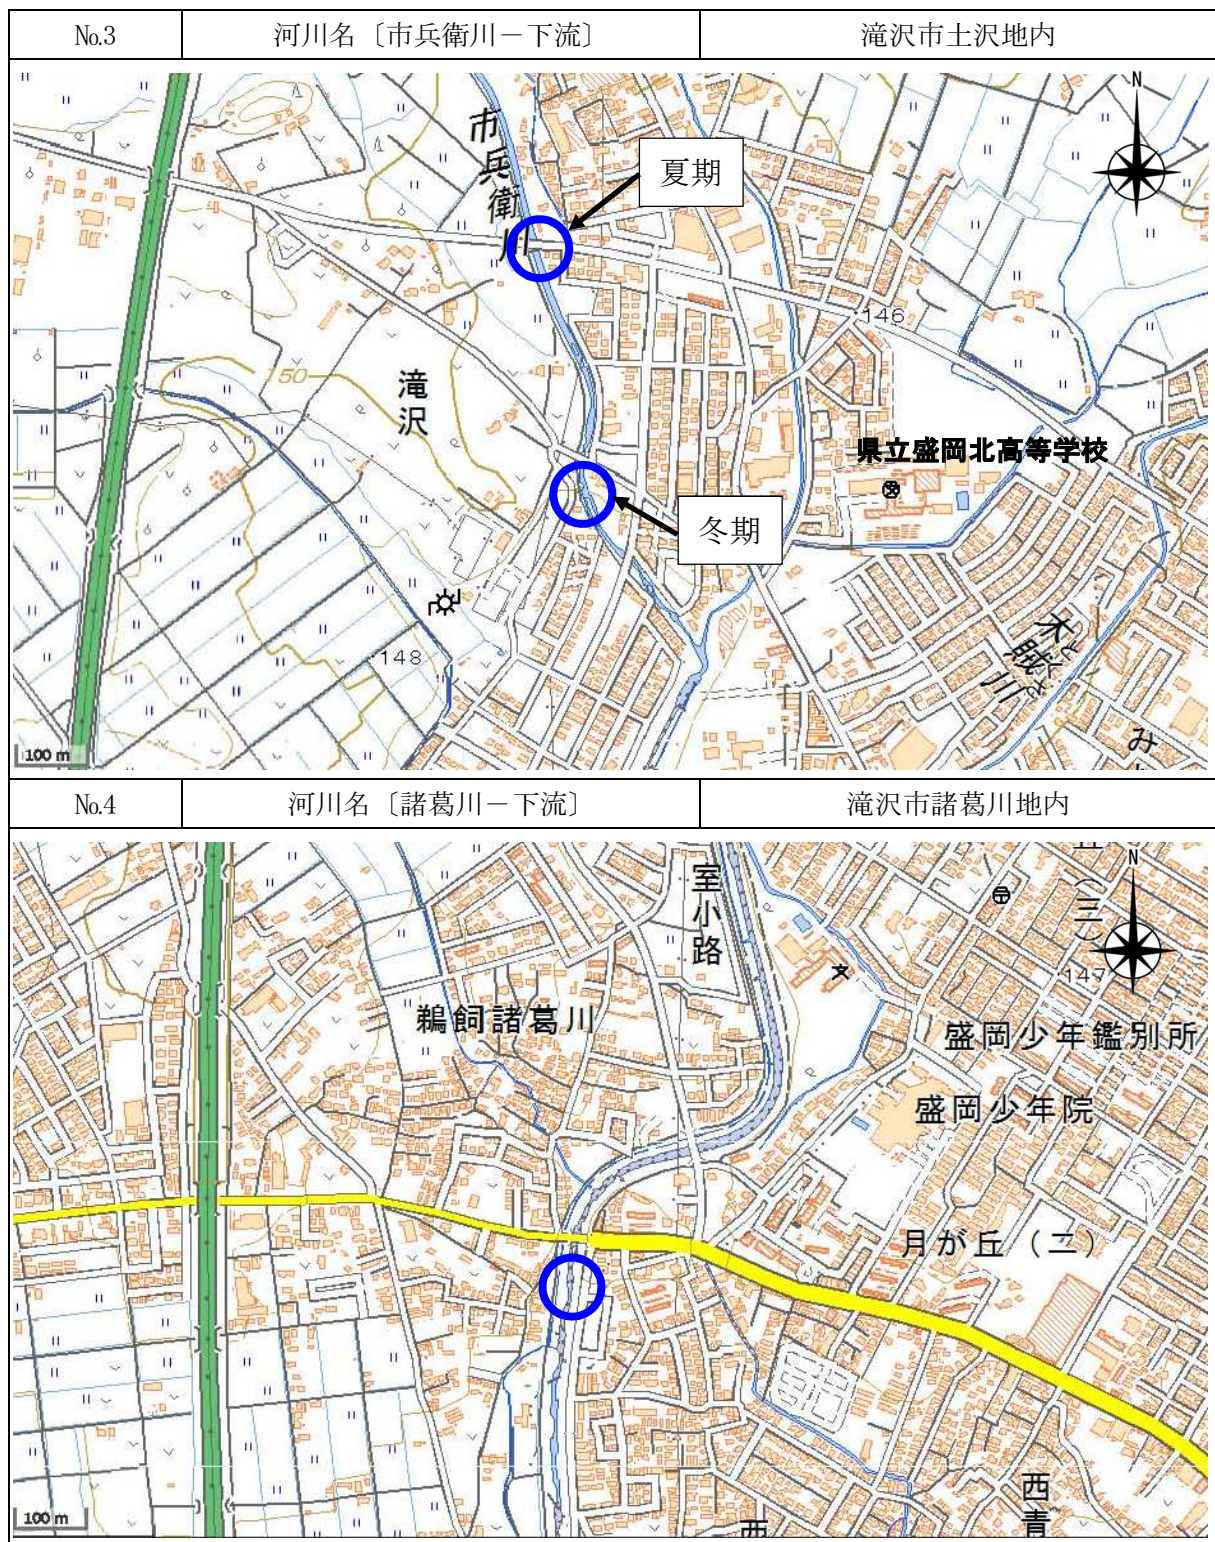 №3
河川名〔市兵衛川－下流〕
滝沢市土沢地内
N
市兵衛川
夏期
146
150
滝沢
県立盛岡北高等学校
冬期
木賊川
148
み
100 m
№4
河川名〔諸葛川－下流〕
滝沢市諸葛川地内
N
室小路
(三)
147
鵜飼諸葛川
盛岡少年鑑別所
盛岡少年院
月が丘（二）
西青
西
100 m